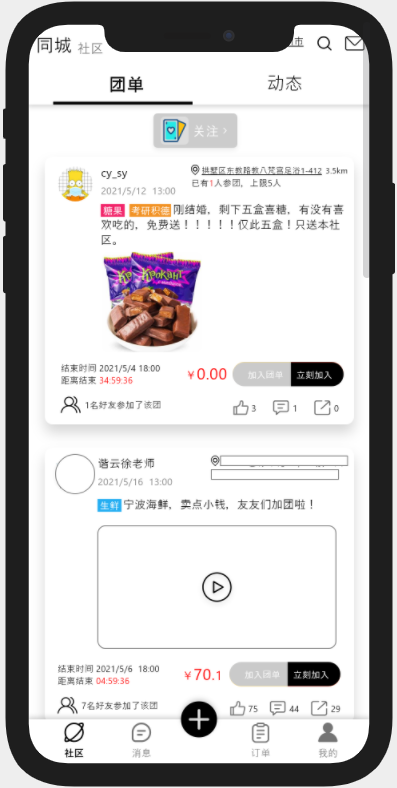 同城 社区
市
团单 动态
关注 >
cy_sy
拱墅区东教路救八梵宫足浴1-412 3.5km
2021/5/12 13:00
已有1人参团，上限5人
糖果 考研积德 刚结婚，剩下五盒喜糖，有没有喜
欢吃的，免费送！！！！！仅此五盒！只送本社
区。
KPOKAHT
结束时间 2021/5/4 18:00
距离结束 34:59:36
￥0.00
加入团单 立刻加入
1名好友参加了该团
3 1 0
谐云徐老师
2021/5/16 13:00
生鲜 宁波海鲜，卖点小钱，友友们加团啦！
结束时间 2021/5/6 18:00
距离结束 04:59:36
￥70.1
加入团单 立刻加入
7名好友参加了该团
75 44 29
社区 消息 订单 我的